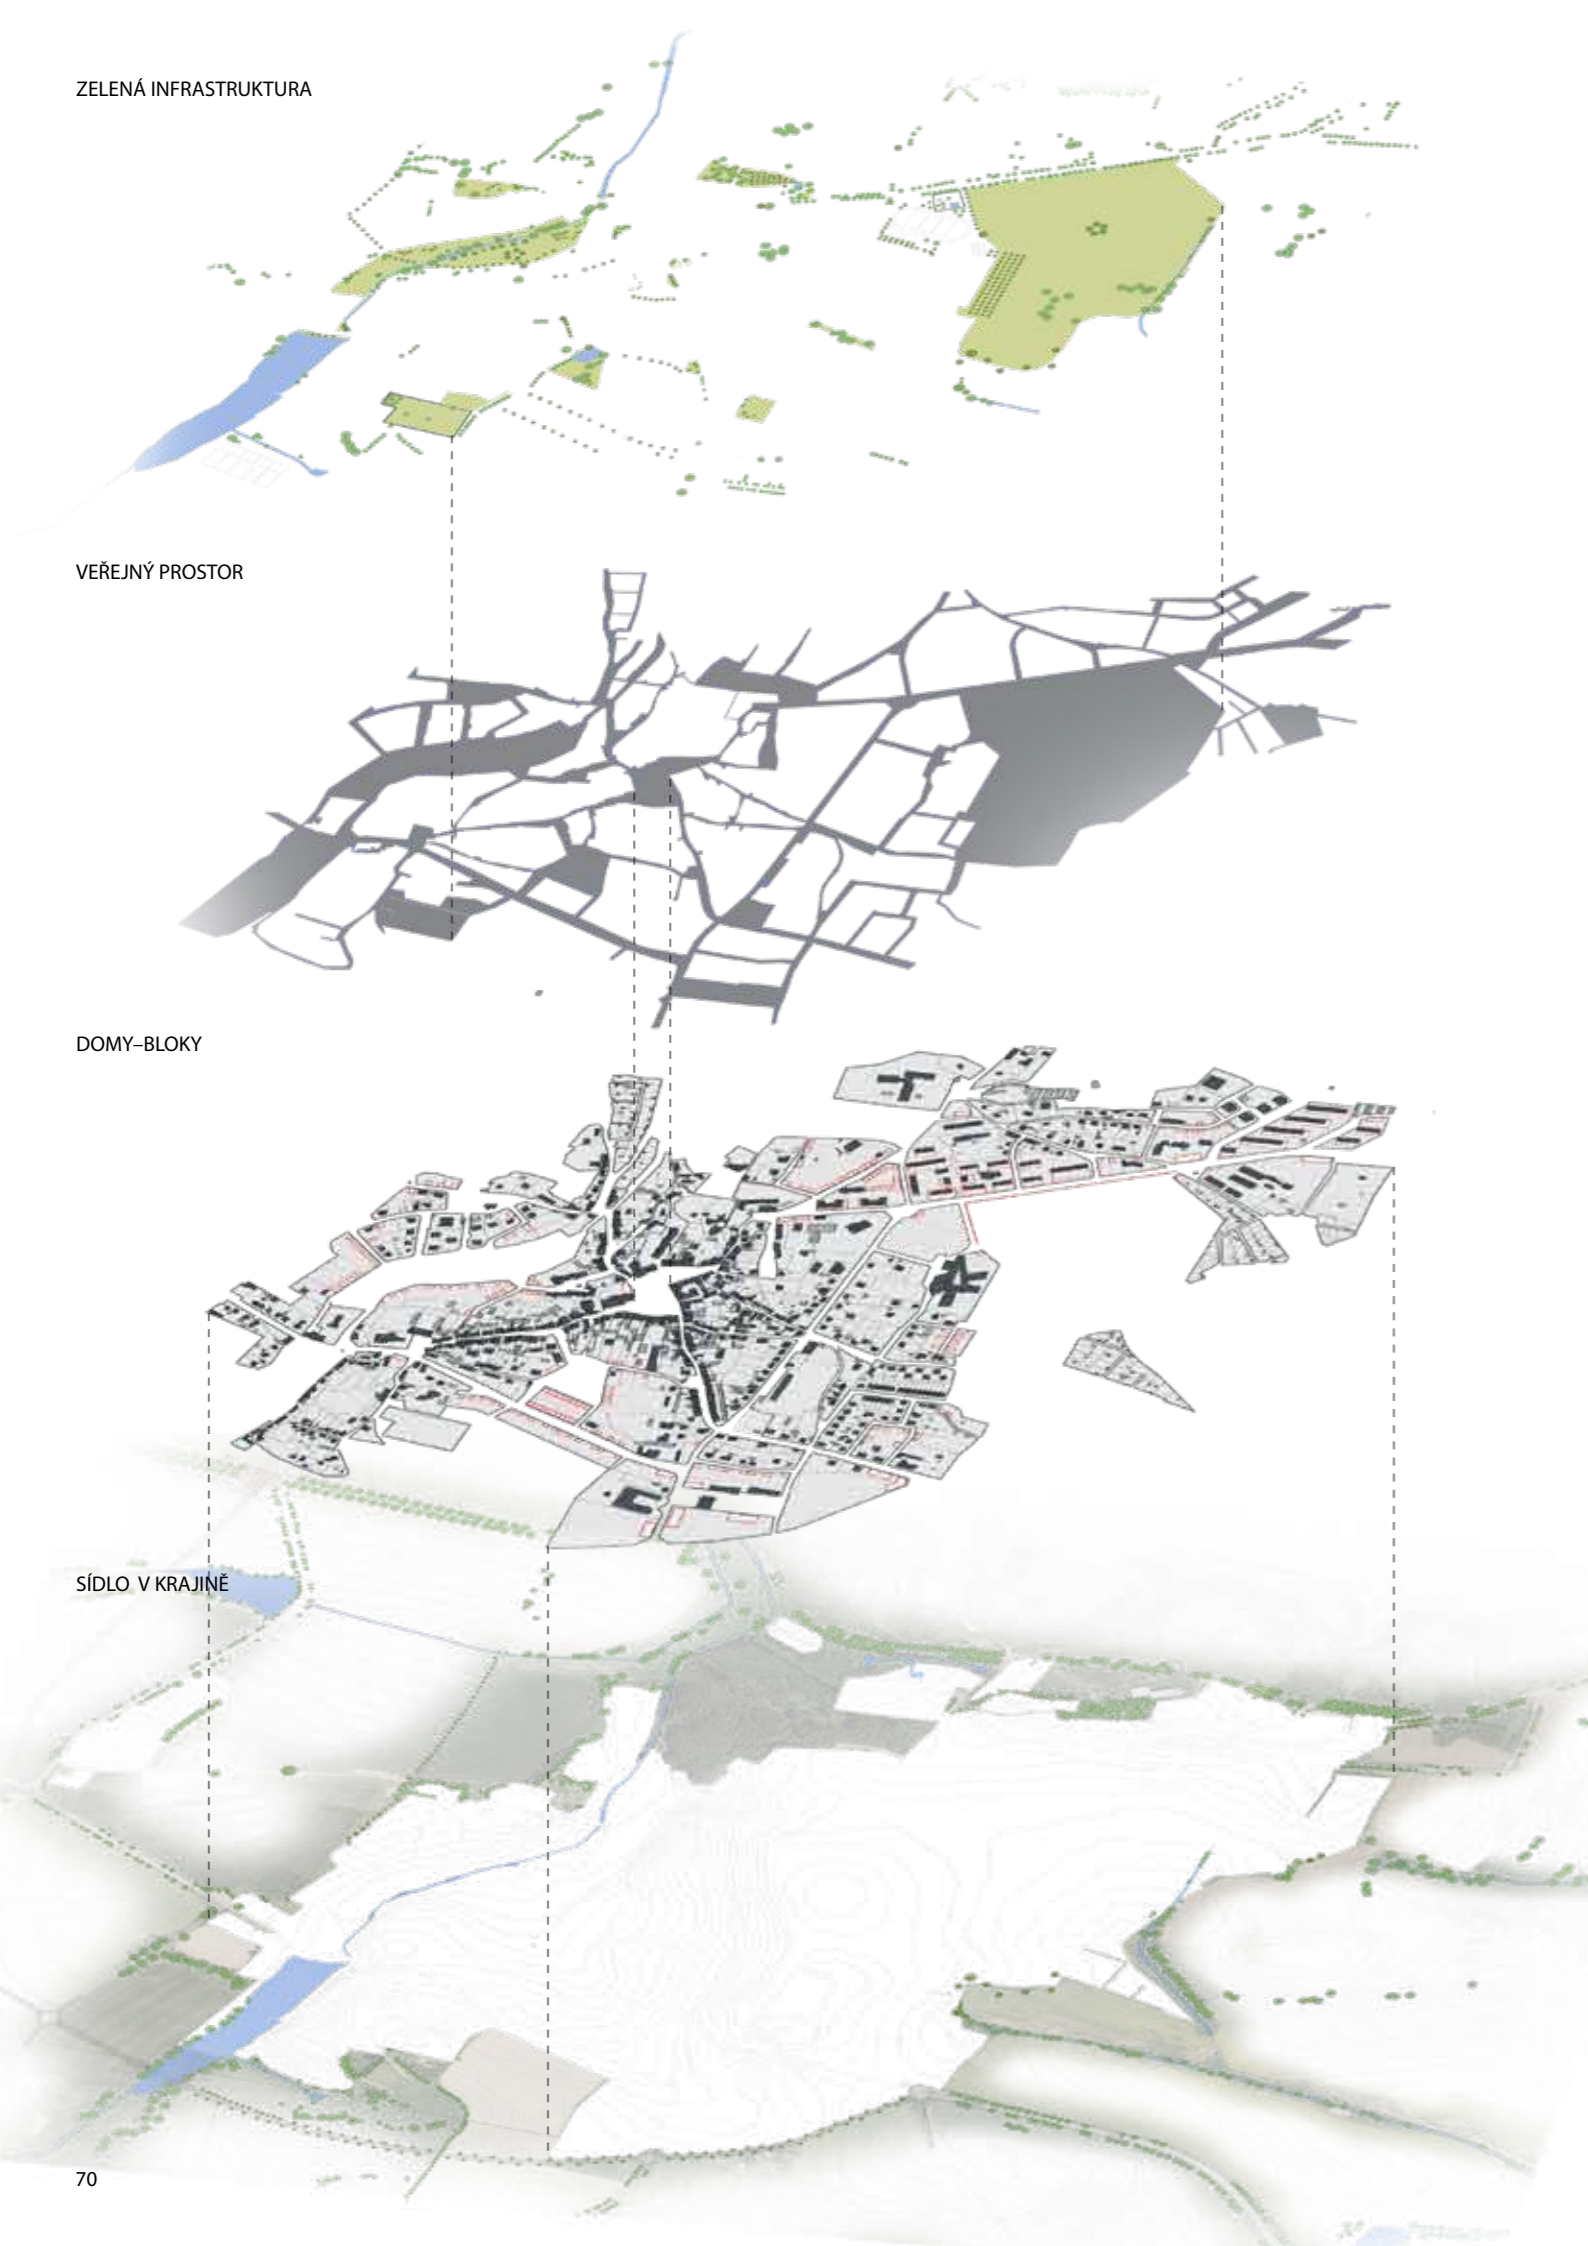 ZELENÁ INFRASTRUKTURA
VEŘEJNÝ PROSTOR
DOMY–BLOKY
SÍDLO V KRAJINĚ
70